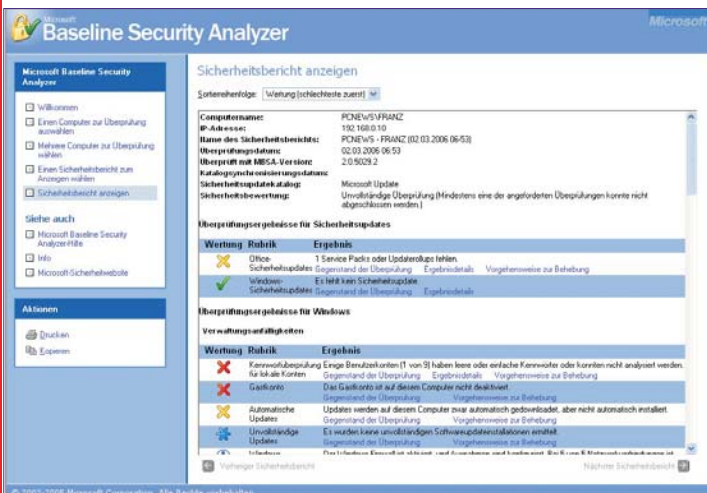 Microsoft
Baseline Security Analyzer
Microsoft
Microsoft Baseline Security
Analyzer
Willkommen
Einen Computer zur Überprüfung
auswählen
Mehrere Computer zur Überprüfung
wählen
Einen Sicherheitsbericht zum
Anzeigen wählen
Sicherheitsbericht anzeigen
Siehe auch
Microsoft Baseline Security
Analyzer-Hilfe
Info
Microsoft-Sicherheitswebsite
Aktionen
Drucken
Kopieren
Sicherheitsbericht anzeigen
Sortierreihenfolge: Wertung (schlechteste zuerst)
Computername: PCNEWS\FRANZ
IP-Adresse: 192.168.0.10
Name des Sicherheitsberichts: PCNEWS - FRANZ (02.03.2006 06-53)
Überprüfungsdatum: 02.03.2006 06:53
Überprüft mit MBSA-Version: 2.0.5029.2
Katalogsynchronisierungsdatum:
Sicherheitsupdatekatalog: Microsoft Update
Sicherheitsbewertung: Unvollständige Überprüfung (Mindestens eine der angeforderten Überprüfungen konnte nicht
abgeschlossen werden.)
Überprüfungsergebnisse für Sicherheitsupdates
Wertung Rubrik Ergebnis
Office- 1 Service Packs oder Updaterollups fehlen.
Sicherheitsupdates Gegenstand der Überprüfung Ergebnisdetails Vorgehensweise zur Behebung
Windows- Es fehlt kein Sicherheitsupdate.
Sicherheitsupdates Gegenstand der Überprüfung Ergebnisdetails
Überprüfungsergebnisse für Windows
Verwaltungsanfälligkeiten
Wertung Rubrik Ergebnis
Kennwortüberprüfung Einige Benutzerkonten (1 von 9) haben leere oder einfache Kennwörter oder konnten nicht analysiert werden.
für lokale Konten Gegenstand der Überprüfung Ergebnisdetails Vorgehensweise zur Behebung
Gastkonto Das Gastkonto ist auf diesem Computer nicht deaktiviert.
Gegenstand der Überprüfung Vorgehensweise zur Behebung
Automatische Updates werden auf diesem Computer zwar automatisch gedownloadet, aber nicht automatisch installiert.
Updates Gegenstand der Überprüfung Vorgehensweise zur Behebung
Unvollständige Es wurden keine unvollständigen Softwareupdateinstallationen ermittelt.
Updates Gegenstand der Überprüfung Vorgehensweise zur Behebung
Vorheriger Sicherheitsbericht
Nächster Sicherheitsbericht
© 2002-2005 Microsoft Corporation. Alle Rechte vorbehalten.